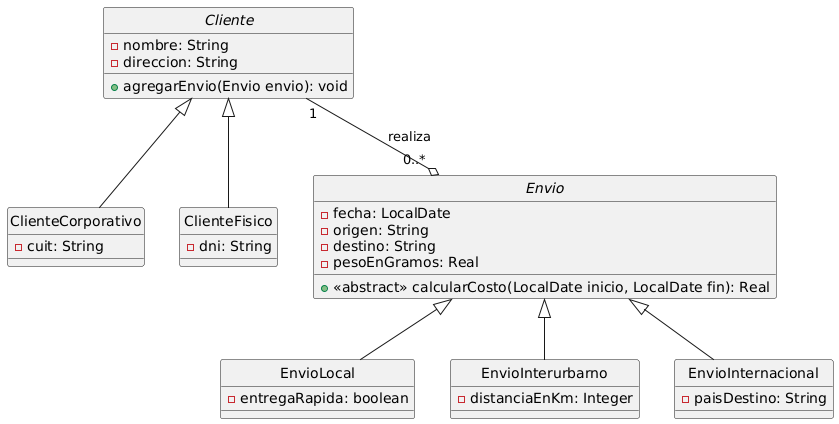 Cliente
nombre: String
direccion: String
agregarEnvio(Envio envio): void
1
realiza
0..*
ClienteCorporativo
cuit: String
ClienteFisico
dni: String
Envio
fecha: LocalDate
origen: String
destino: String
pesoEnGramos: Real
«abstract» calcularCosto(LocalDate inicio, LocalDate fin): Real
EnvioLocal
entregaRapida: boolean
EnvioInterurbarno
distanciaEnKm: Integer
EnvioInternacional
paisDestino: String